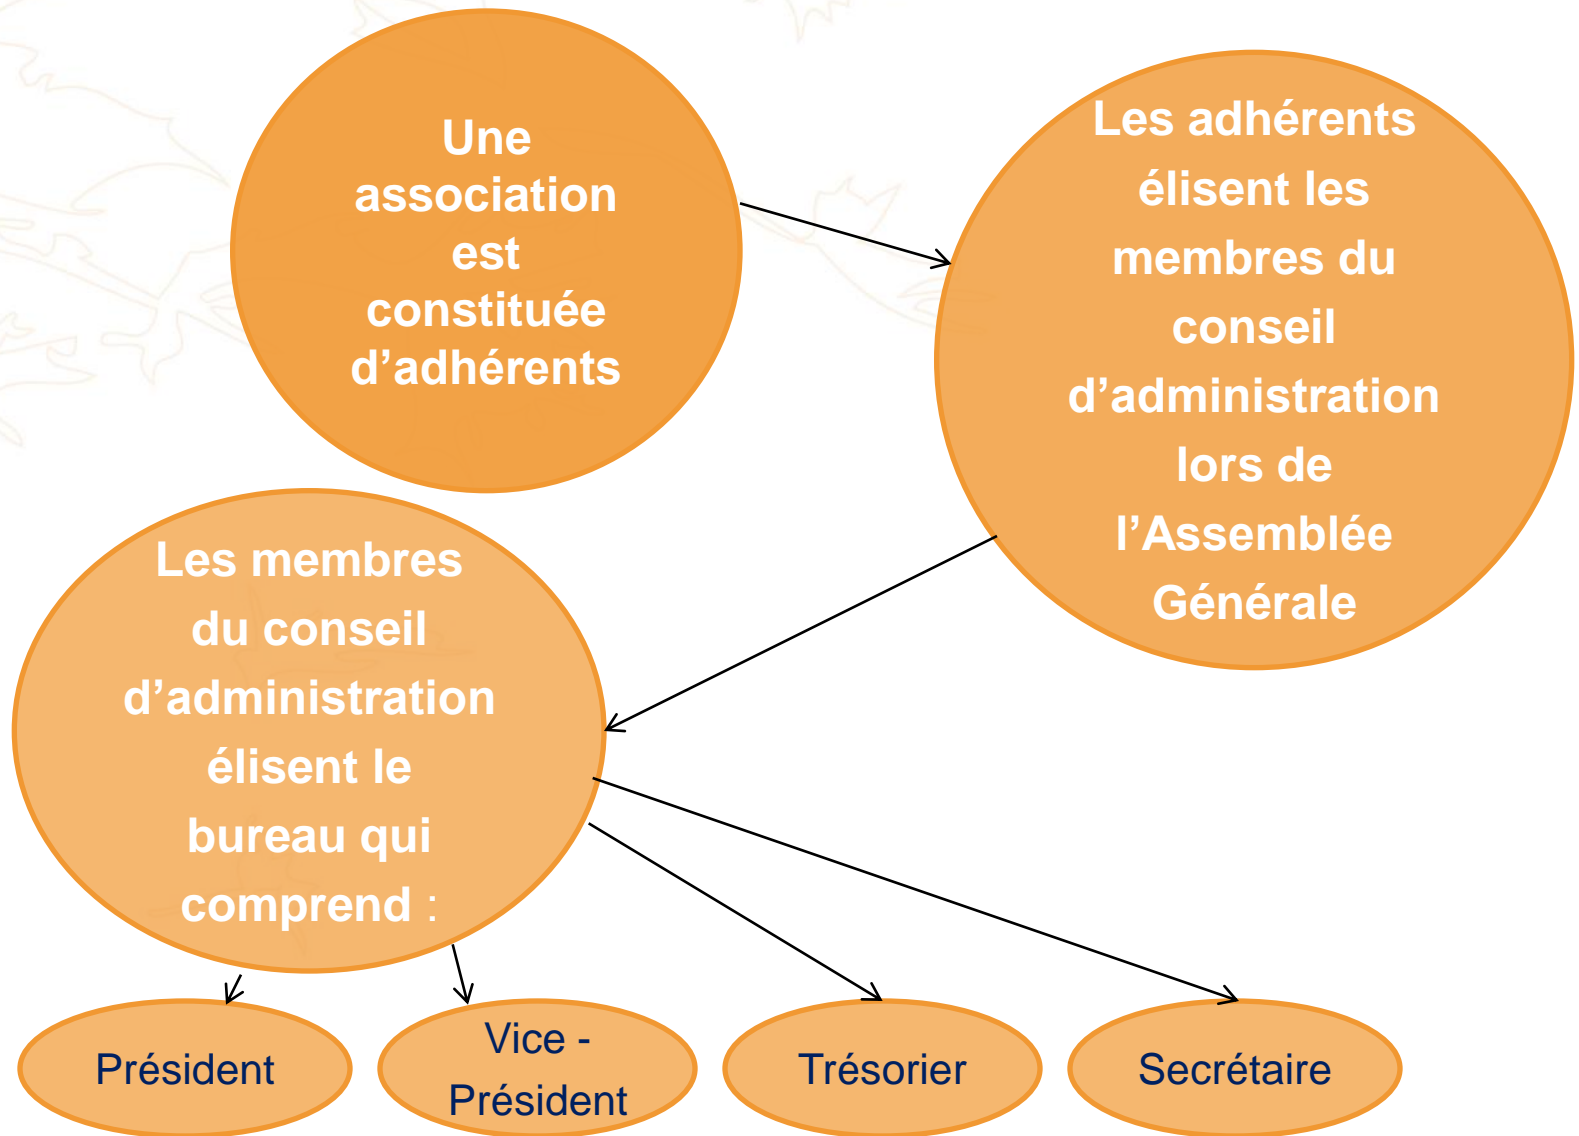 Une
association
est
constituée
d’adhérents
Les adhérents
élisent les
membres du
conseil
d’administration
lors de
l’Assemblée
Générale
Les membres
du conseil
d’administration
élisent le
bureau qui
comprend :
Président
Vice -
Président
Trésorier
Secrétaire